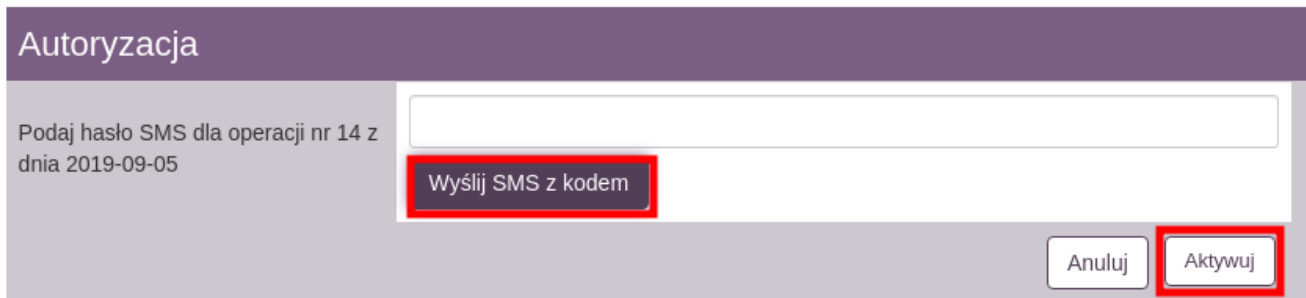 Autoryzacja
Podaj hasło SMS dla operacji nr 14 z
dnia 2019-09-05
Wyślij SMS z kodem
Anuluj
Aktywuj